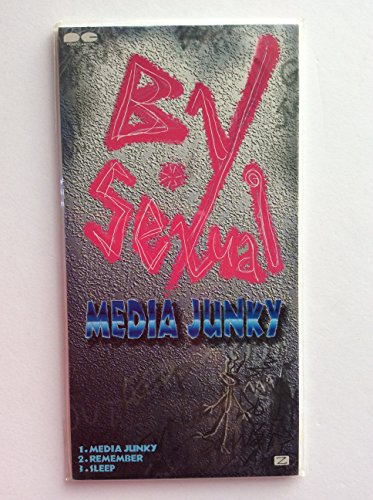 By
*
Sexual
MEDIA JUNKY
1. MEDIA JUNKY
2. REMEMBER
3. SLEEP
Z